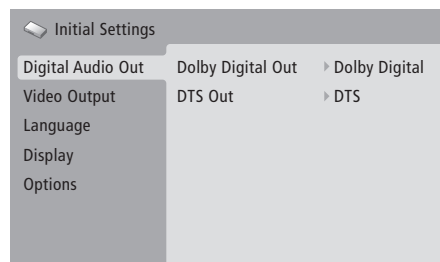 Initial Settings
Digital Audio Out Dolby Digital Out Dolby Digital
Video Output DTS Out DTS
Language
Display
Options